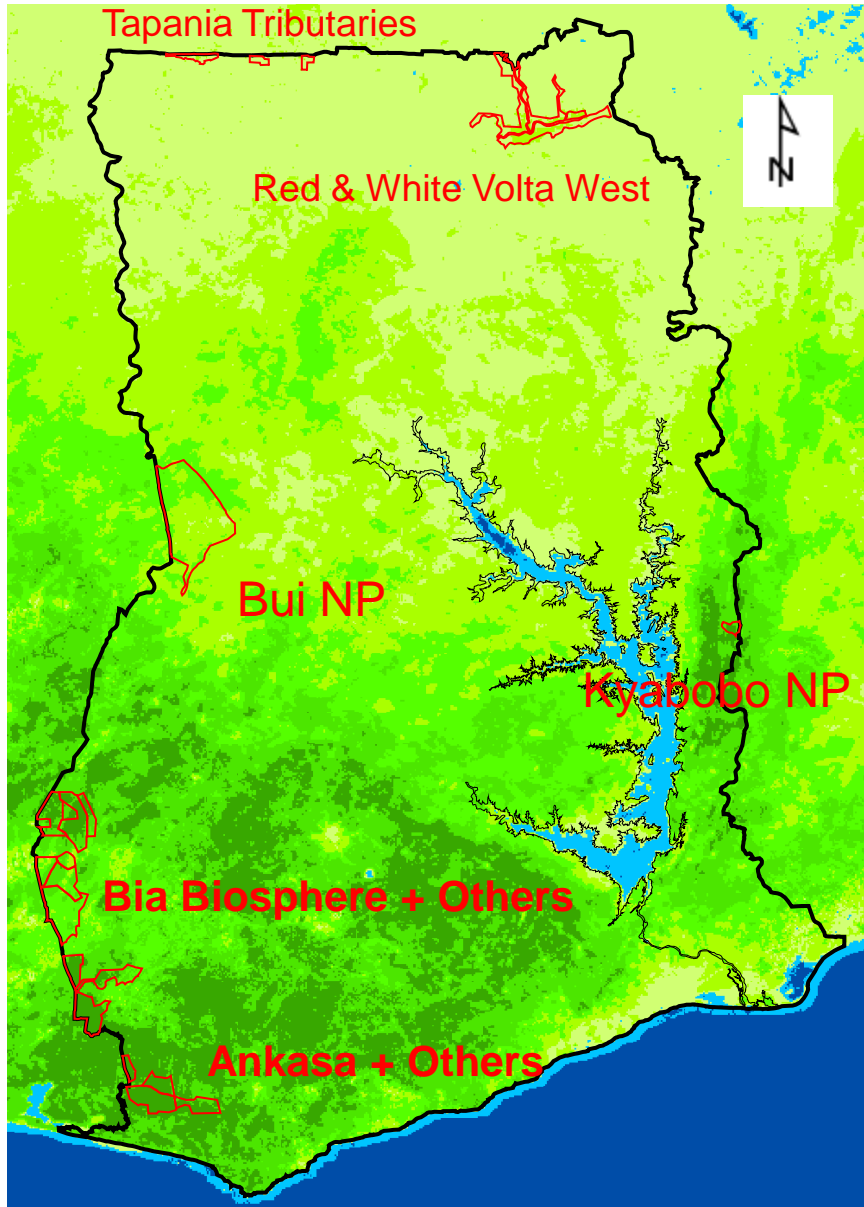 Tapania Tributaries
N
Red & White Volta West
Bui NP
Kyabobo NP
Bia Biosphere + Others
Ankasa + Others